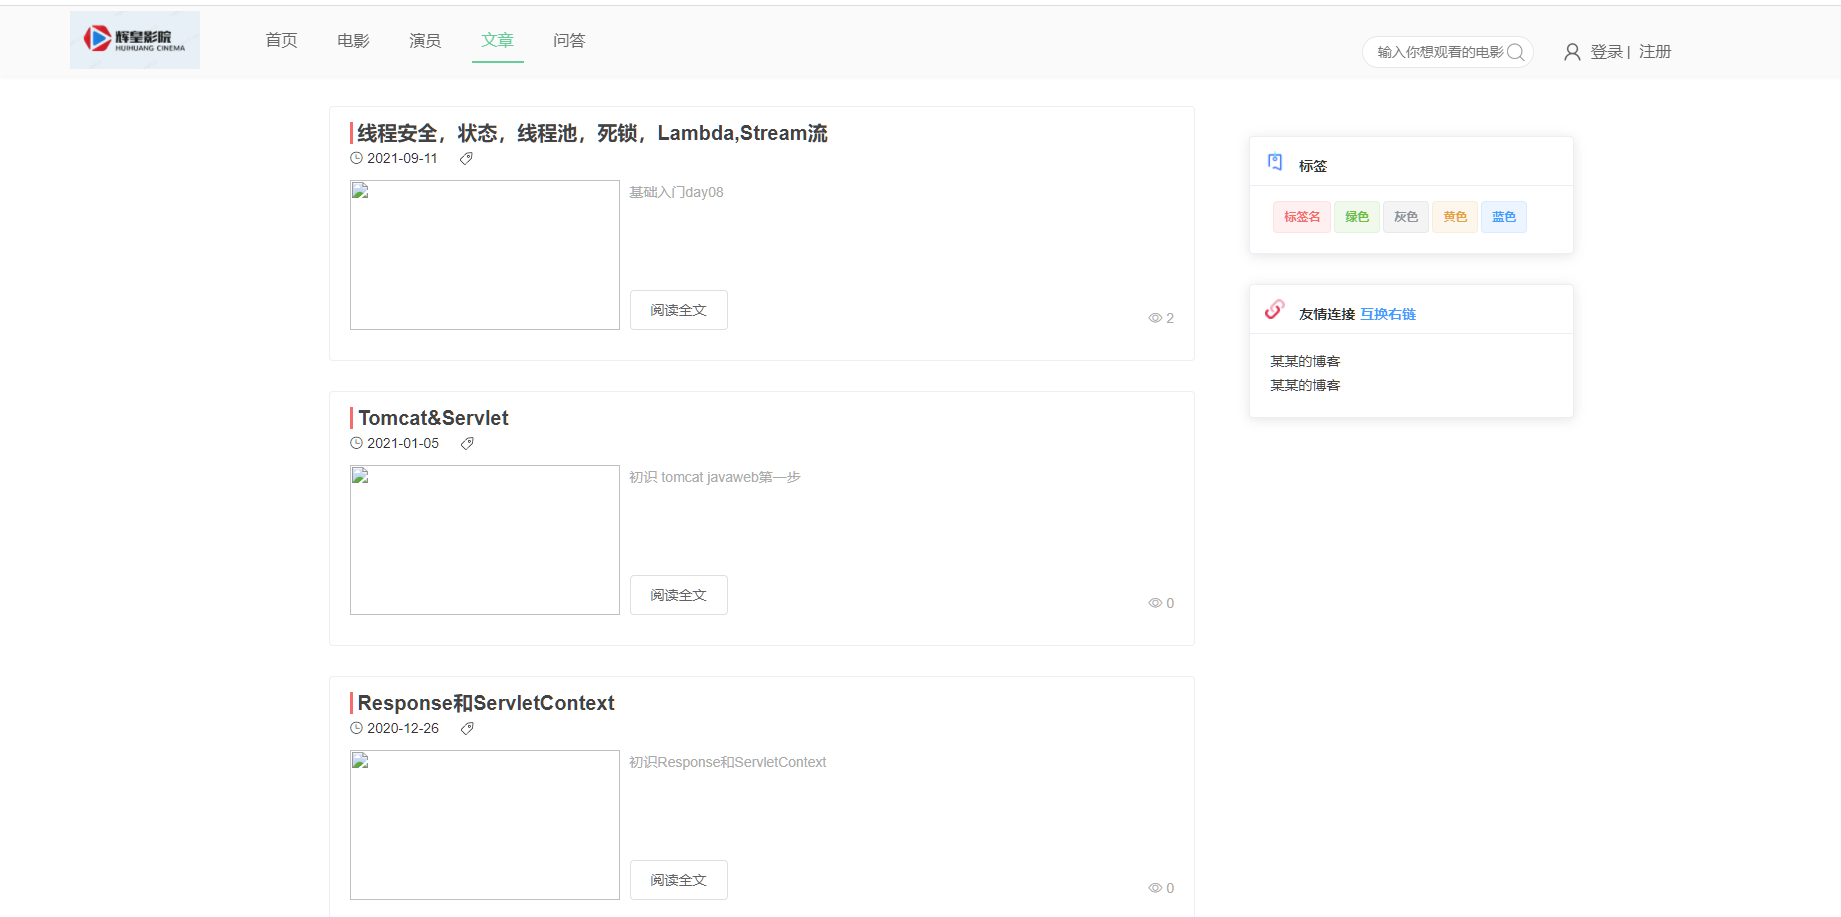 辉皇影院
HUIHUANG CINEMA
首页 电影 演员 文章 问答
输入你想观看的电影
登录 | 注册
线程安全，状态，线程池，死锁，Lambda,Stream流
2021-09-11
基础入门day08
阅读全文
2
Tomcat&Servlet
2021-01-05
初识 tomcat javaweb第一步
阅读全文
0
Response和ServletContext
2020-12-26
初识Response和ServletContext
阅读全文
0
标签
标签名 绿色 灰色 黄色 蓝色
友情连接 互换右链
某某的博客
某某的博客